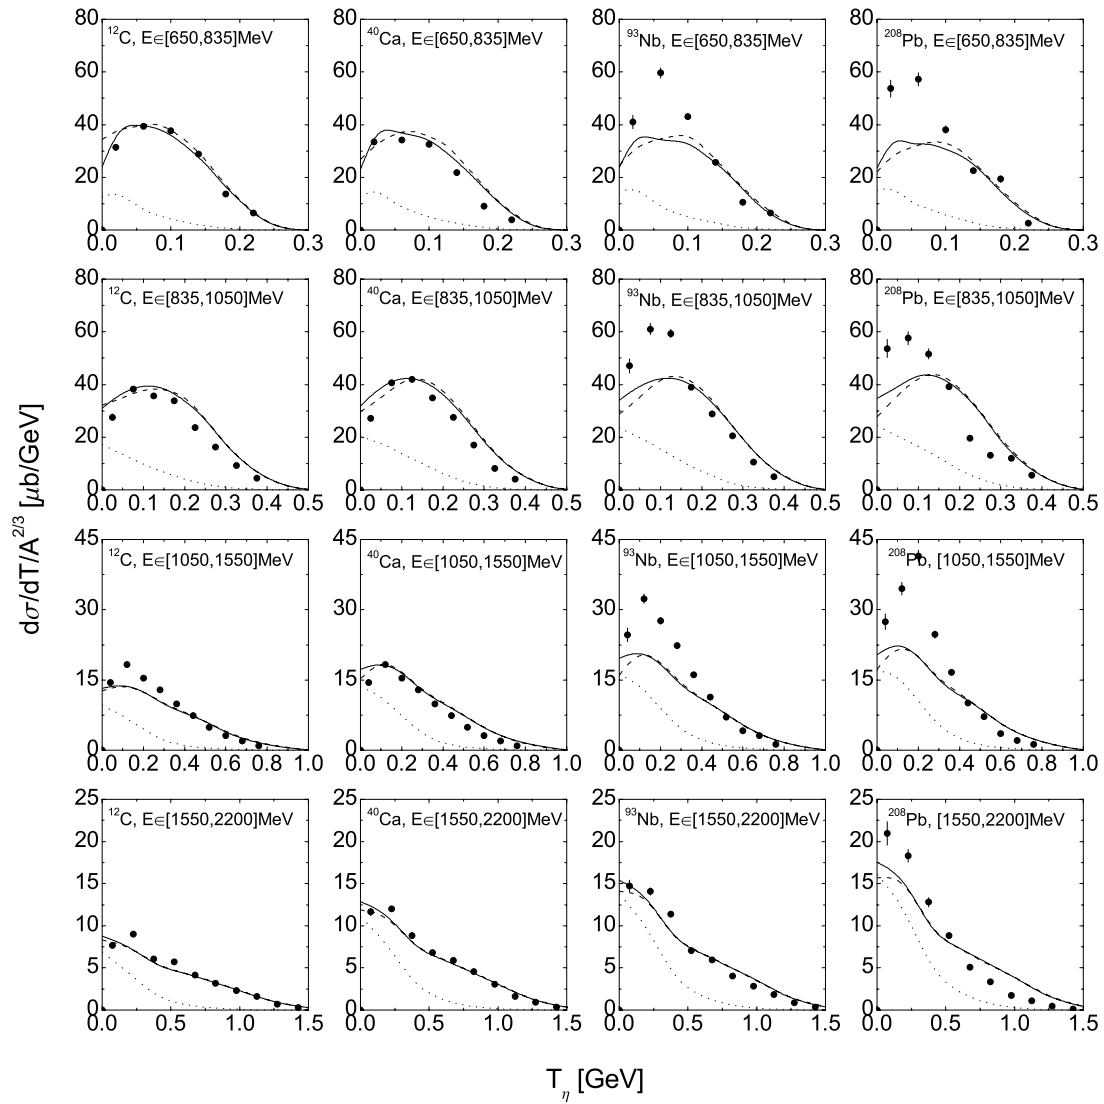 dσ/dT/A^2/3 [μb/GeV]
80
60
40
20
0
0.0 0.1 0.2 0.3
12C, E∈[650,835]MeV
80
60
40
20
0
0.0 0.1 0.2 0.3
40Ca, E∈[650,835]MeV
80
60
40
20
0
0.0 0.1 0.2 0.3
93Nb, E∈[650,835]MeV
80
60
40
20
0
0.0 0.1 0.2 0.3
208Pb, E∈[650,835]MeV
80
60
40
20
0
0.0 0.1 0.2 0.3 0.4 0.5
12C, E∈[835,1050]MeV
80
60
40
20
0
0.0 0.1 0.2 0.3 0.4 0.5
40Ca, E∈[835,1050]MeV
80
60
40
20
0
0.0 0.1 0.2 0.3 0.4 0.5
93Nb, E∈[835,1050]MeV
80
60
40
20
0
0.0 0.1 0.2 0.3 0.4 0.5
208Pb, E∈[835,1050]MeV
45
30
15
0
0.0 0.2 0.4 0.6 0.8 1.0
12C, E∈[1050,1550]MeV
45
30
15
0
0.0 0.2 0.4 0.6 0.8 1.0
40Ca, E∈[1050,1550]MeV
45
30
15
0
0.0 0.2 0.4 0.6 0.8 1.0
93Nb, E∈[1050,1550]MeV
45
30
15
0
0.0 0.2 0.4 0.6 0.8 1.0
208Pb, [1050,1550]MeV
25
20
15
10
5
0
0.0 0.5 1.0 1.5
12C, E∈[1550,2200]MeV
25
20
15
10
5
0
0.0 0.5 1.0 1.5
40Ca, E∈[1550,2200]MeV
25
20
15
10
5
0
0.0 0.5 1.0 1.5
93Nb, E∈[1550,2200]MeV
25
20
15
10
5
0
0.0 0.5 1.0 1.5
208Pb, [1550,2200]MeV
T_η [GeV]